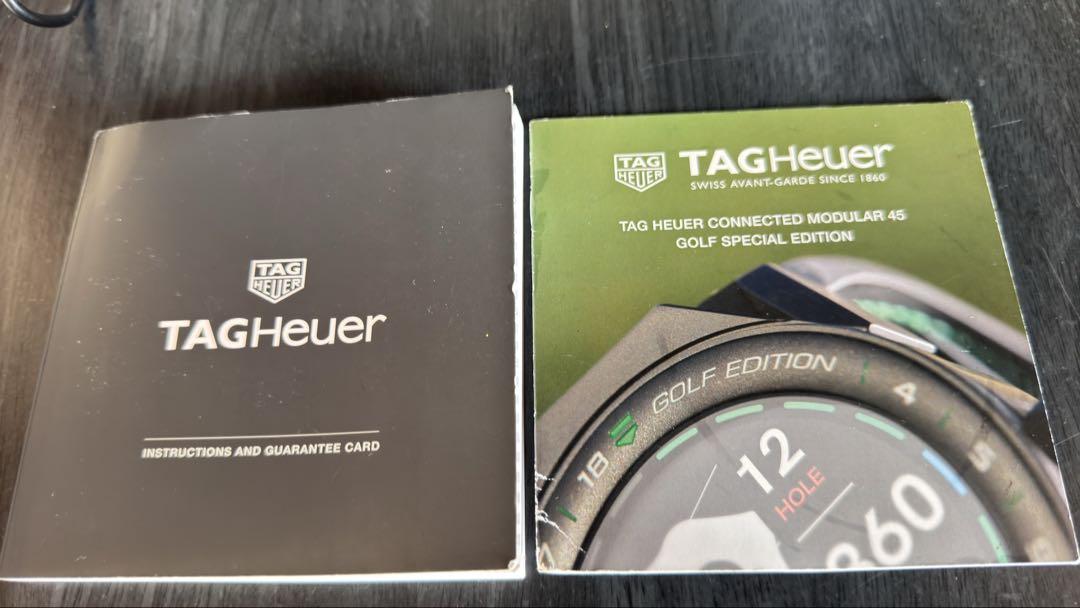 TAG
HEUER
TAGHeuer
INSTRUCTIONS AND GUARANTEE CARD
TAG
HEUER
TAGHeuer
SWISS AVANT-GARDE SINCE 1860
TAG HEUER CONNECTED MODULAR 45
GOLF SPECIAL EDITION
GOLF EDITION
18
4
5
12
HOLE
360